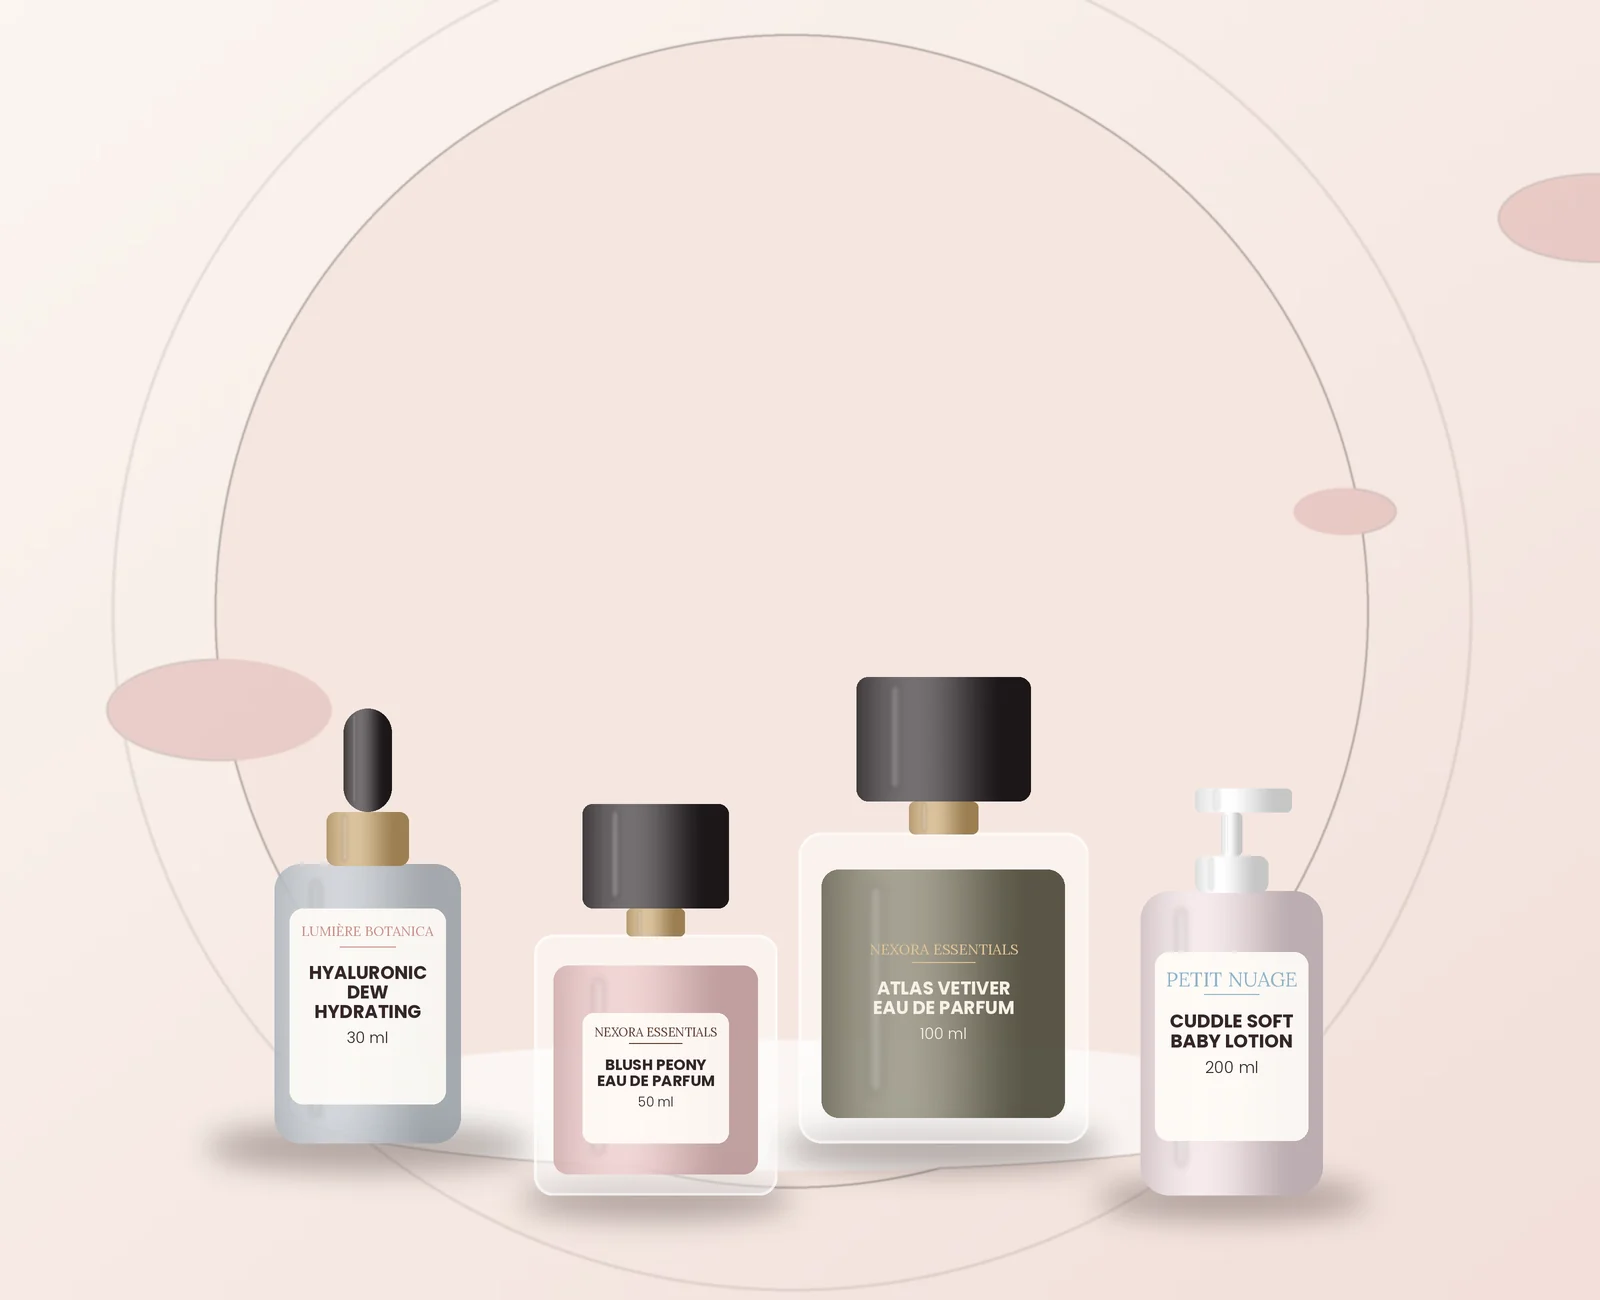 LUMIÈRE BOTANICA
HYALURONIC
DEW
HYDRATING
30 ml
NEXORA ESSENTIALS
BLUSH PEONY
EAU DE PARFUM
50 ml
NEXORA ESSENTIALS
ATLAS VETIVER
EAU DE PARFUM
100 ml
PETIT NUAGE
CUDDLE SOFT
BABY LOTION
200 ml